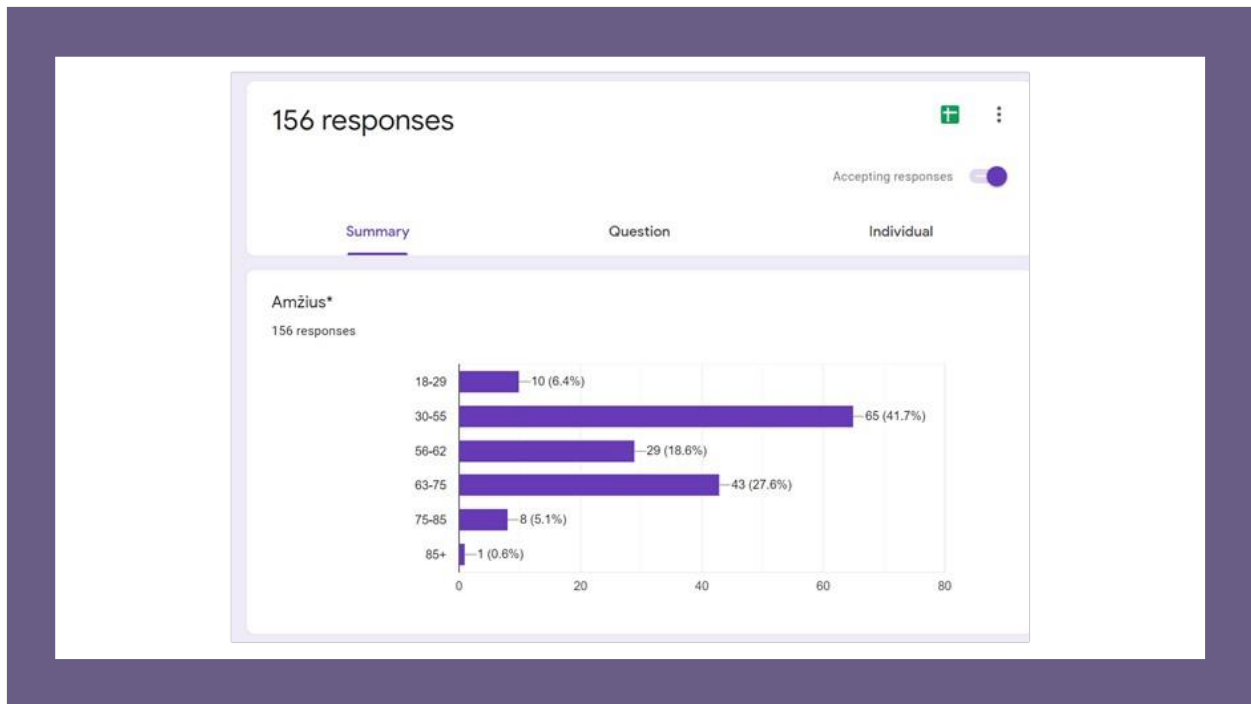 156 responses
Accepting responses
Summary Question Individual
Amžius*
156 responses
18-29 10 (6.4%)
30-55 65 (41.7%)
56-62 29 (18.6%)
63-75 43 (27.6%)
75-85 8 (5.1%)
85+ 1 (0.6%)
0 20 40 60 80